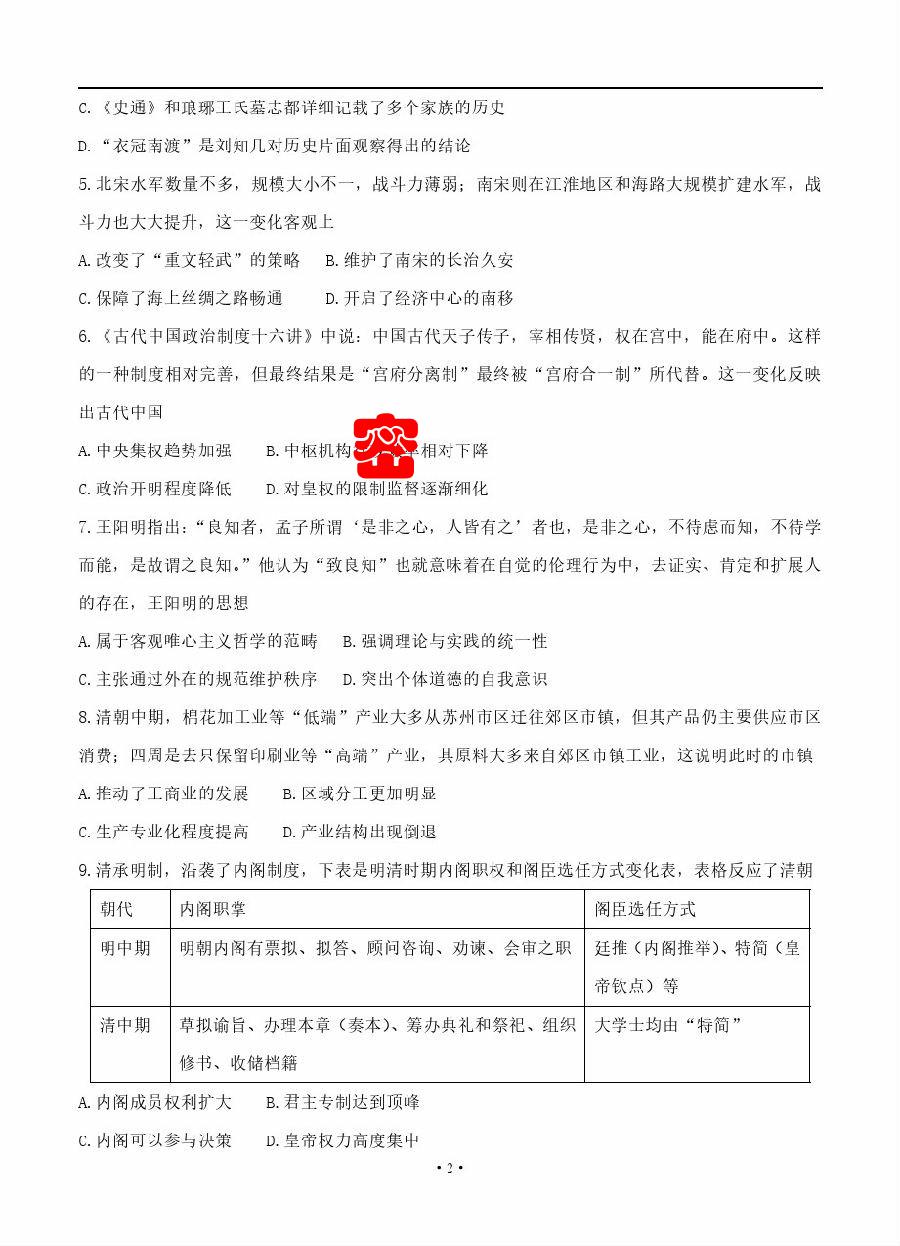 C.《史通》和琅琊王氏墓志都详细记载了多个家族的历史
D.“衣冠南渡”是刘知几对历史片面观察得出的结论
5.北宋水军数量不多，规模大小不一，战斗力薄弱；南宋则在江淮地区和海路大规模扩建水军，战
斗力也大大提升，这一变化客观上
A.改变了“重文轻武”的策略 B.维护了南宋的长治久安
C.保障了海上丝绸之路畅通 D.开启了经济中心的南移
6.《古代中国政治制度十六讲》中说：中国古代天子传子，宰相传贤，权在宫中，能在府中。这样
的一种制度相对完善，但最终结果是“宫府分离制”最终被“宫府合一制”所代替。这一变化反映
出古代中国
A.中央集权趋势加强 B.中枢机构 相对下降
C.政治开明程度降低 D.对皇权的限制监督逐渐细化
7.王阳明指出：“良知者，孟子所谓‘是非之心，人皆有之’者也，是非之心，不待虑而知，不待学
而能，是故谓之良知。”他认为“致良知”也就意味着在自觉的伦理行为中，去证实、肯定和扩展人
的存在，王阳明的思想
A.属于客观唯心主义哲学的范畴 B.强调理论与实践的统一性
C.主张通过外在的规范维护秩序 D.突出个体道德的自我意识
8.清朝中期，棉花加工业等“低端”产业大多从苏州市区迁往郊区市镇，但其产品仍主要供应市区
消费；四周是去只保留印刷业等“高端”产业，具原料大多来自郊区市镇工业，这说明此时的市镇
A.推动了工商业的发展 B.区域分工更加明显
C.生产专业化程度提高 D.产业结构出现倒退
9.清承明制，沿袭了内阁制度，下表是明清时期内阁职权和阁臣选任方式变化表，表格反应了清朝
朝代 内阁职掌 阁臣选任方式
明中期 明朝内阁有票拟、拟答、顾问咨询、劝谏、会审之职 廷推（内阁推举）、特简（皇
帝钦点）等
清中期 草拟谕旨、办理本章（奏本）、筹办典礼和祭祀、组织 大学士均由“特简”
修书、收储档籍
A.内阁成员权利扩大 B.君主专制达到顶峰
C.内阁可以参与决策 D.皇帝权力高度集中
·2·